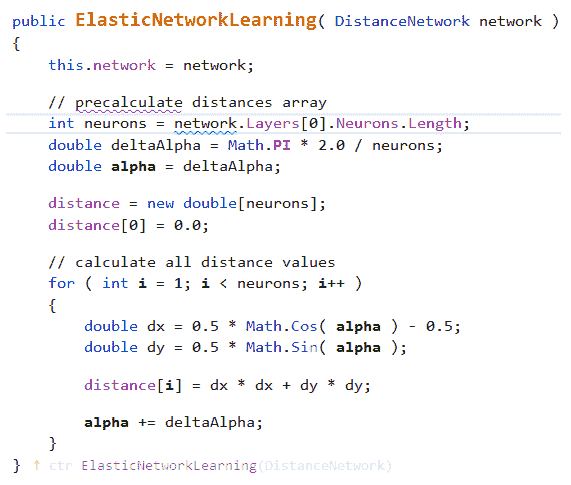 public ElasticNetworkLearning( DistanceNetwork network )
{
this.network = network;
// precalculate distances array
int neurons = network.Layers[0].Neurons.Length;
double deltaAlpha = Math.PI * 2.0 / neurons;
double alpha = deltaAlpha;
distance = new double[neurons];
distance[0] = 0.0;
// calculate all distance values
for ( int i = 1; i < neurons; i++ )
{
double dx = 0.5 * Math.Cos( alpha ) - 0.5;
double dy = 0.5 * Math.Sin( alpha );
distance[i] = dx * dx + dy * dy;
alpha += deltaAlpha;
}
} ↑ ctr ElasticNetworkLearning(DistanceNetwork)